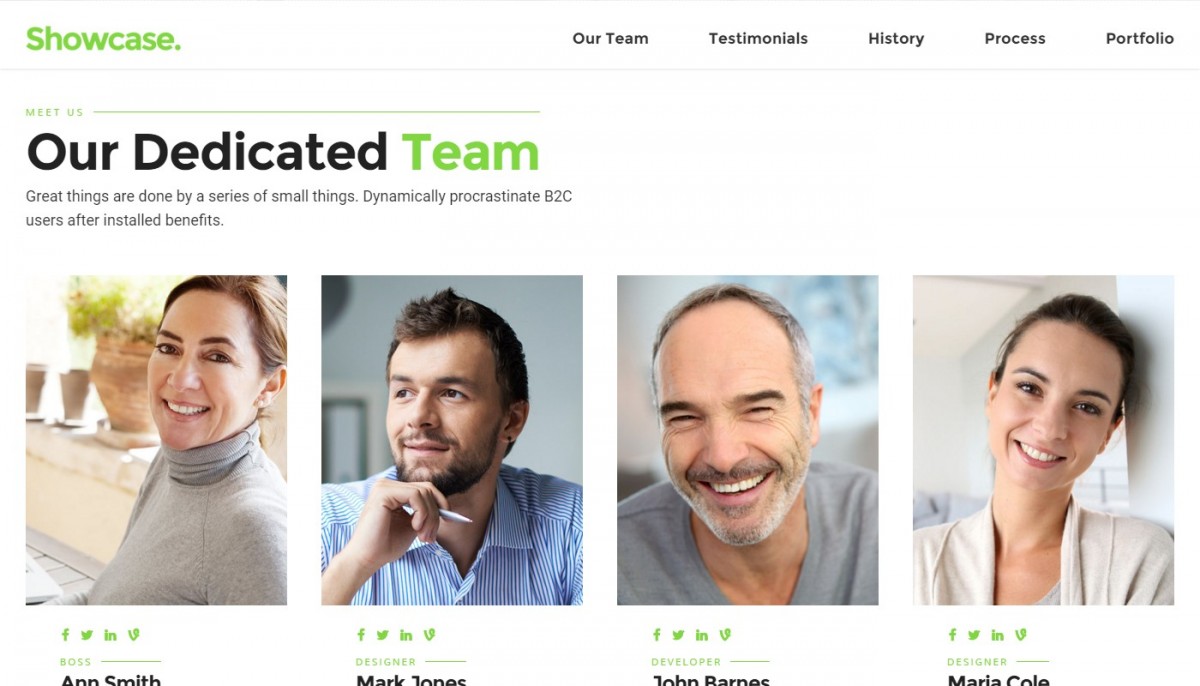 Showcase.
Our Team Testimonials History Process Portfolio
MEET US
Our Dedicated Team
Great things are done by a series of small things. Dynamically procrastinate B2C
users after installed benefits.
BOSS
Ann Smith
DESIGNER
Mark Jones
DEVELOPER
John Barnes
DESIGNER
Maria Cole